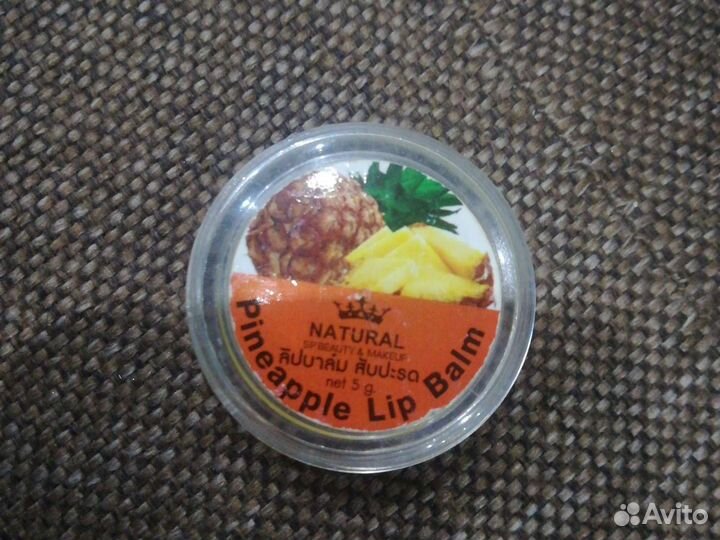 NATURAL
SP BEAUTY & MAKEUP
ลิปบาล์ม สับปะรด
net 5 g.
Pineapple Lip Balm
Avito